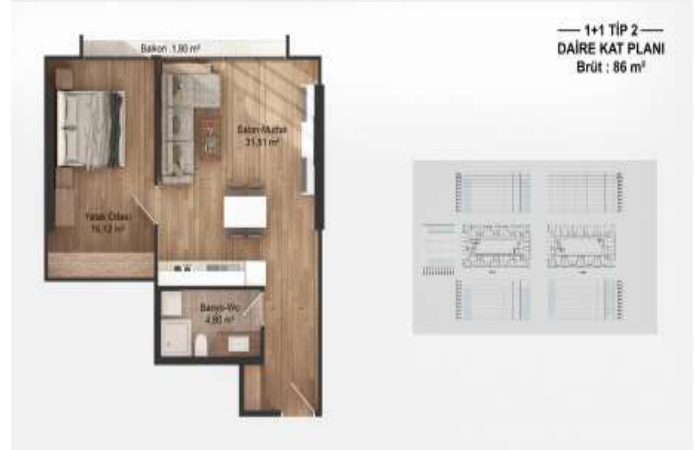 1+1 TİP 2
DAİRE KAT PLANI
Brüt : 86 m²
Balkon 1,80 m²
Salon-Mutfak
31,51 m²
Yatak Odası
16,12 m²
Banyo-Wc
4,80 m²